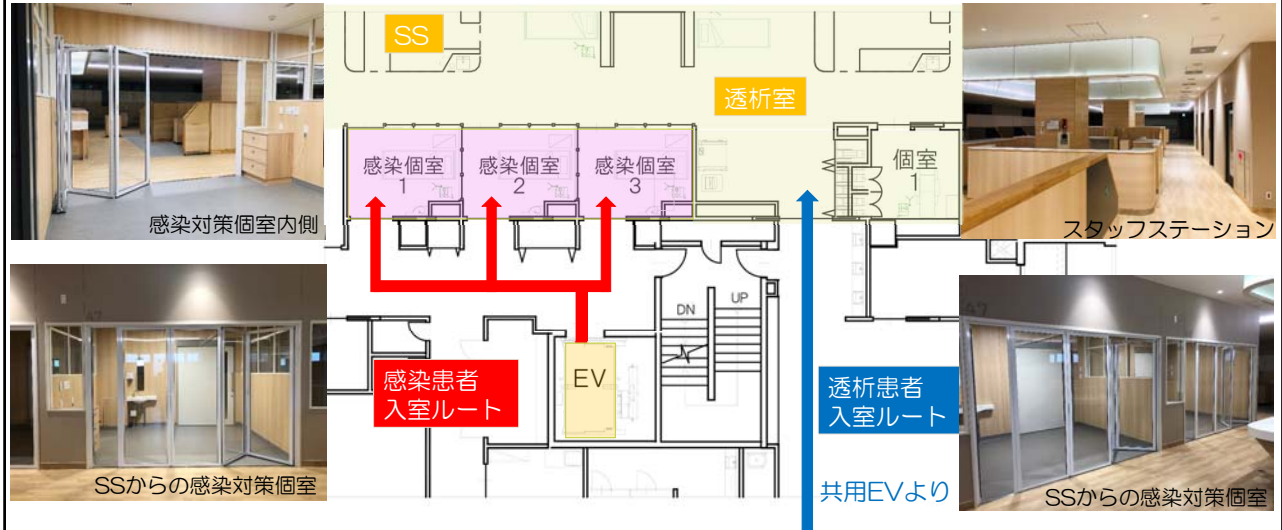 感染対策個室内側
SSからの感染対策個室
SS
透析室
感染個室
1
感染個室
2
感染個室
3
個室
1
DN
UP
EV
感染患者
入室ルート
透析患者
入室ルート
共用EVより
スタッフステーション
SSからの感染対策個室